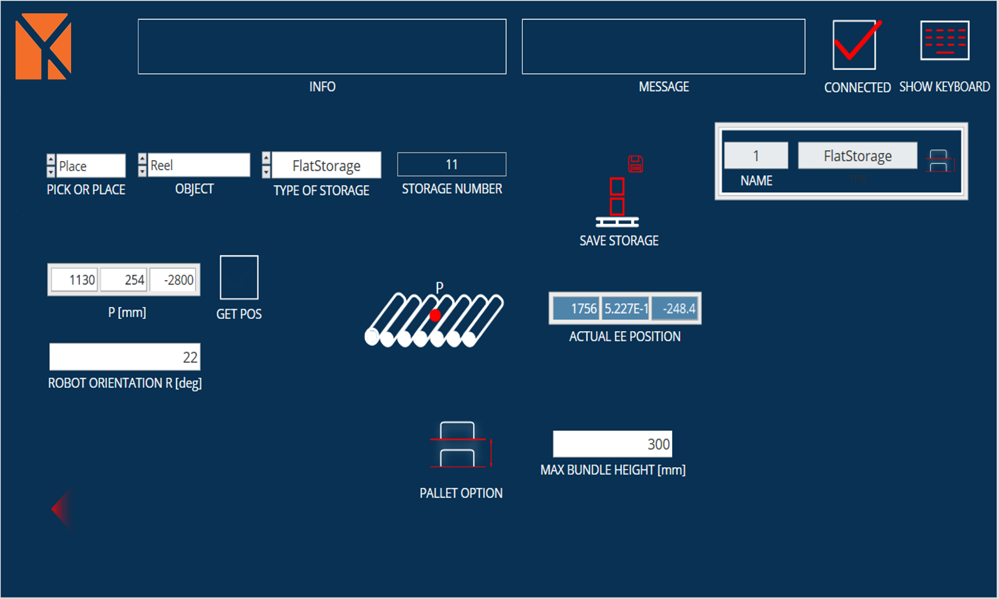 INFO
MESSAGE
CONNECTED
SHOW KEYBOARD
Place
PICK OR PLACE
Reel
OBJECT
FlatStorage
TYPE OF STORAGE
11
STORAGE NUMBER
SAVE STORAGE
1
NAME
FlatStorage
TYPE
1130 254 -2800
P [mm]
GET POS
P
1756 5.227E-1 -248.4
ACTUAL EE POSITION
22
ROBOT ORIENTATION R [deg]
PALLET OPTION
300
MAX BUNDLE HEIGHT [mm]